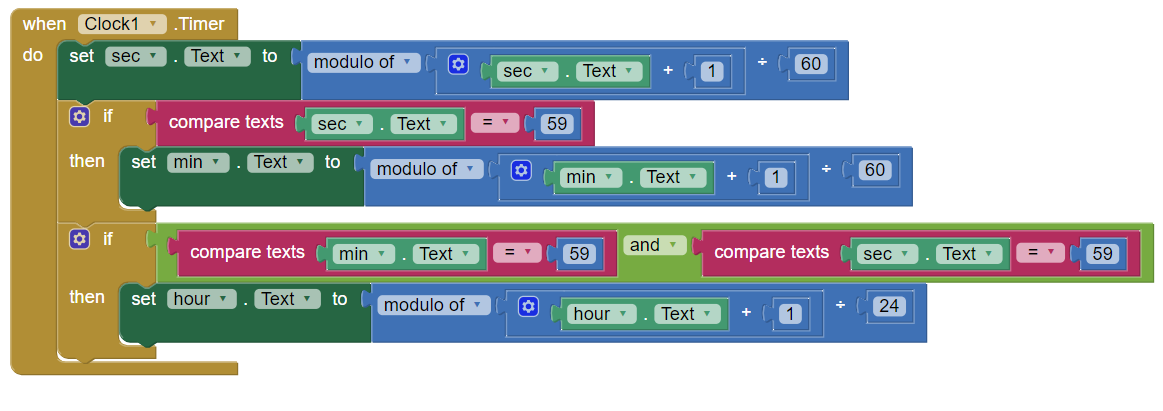 when Clock1 .Timer
do set sec . Text to modulo of sec . Text + 1 ÷ 60
if compare texts sec . Text = 59
then set min . Text to modulo of min . Text + 1 ÷ 60
if compare texts min . Text = 59 and compare texts sec . Text = 59
then set hour . Text to modulo of hour . Text + 1 ÷ 24